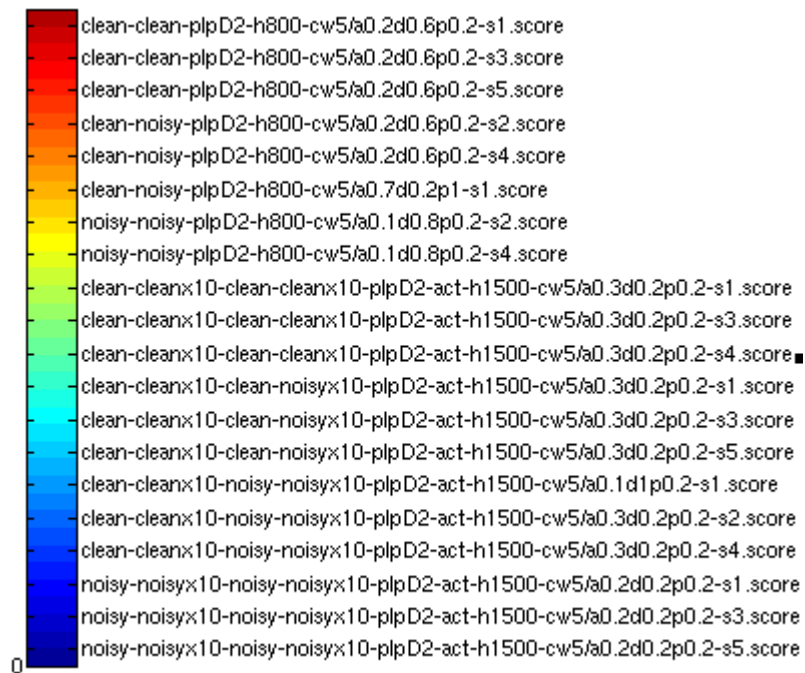 clean-clean-plpD2-h800-cw5/a0.2d0.6p0.2-s1.score
clean-clean-plpD2-h800-cw5/a0.2d0.6p0.2-s3.score
clean-clean-plpD2-h800-cw5/a0.2d0.6p0.2-s5.score
clean-noisy-plpD2-h800-cw5/a0.2d0.6p0.2-s2.score
clean-noisy-plpD2-h800-cw5/a0.2d0.6p0.2-s4.score
clean-noisy-plpD2-h800-cw5/a0.7d0.2p1-s1.score
noisy-noisy-plpD2-h800-cw5/a0.1d0.8p0.2-s2.score
noisy-noisy-plpD2-h800-cw5/a0.1d0.8p0.2-s4.score
clean-cleanx10-clean-cleanx10-plpD2-act-h1500-cw5/a0.3d0.2p0.2-s1.score
clean-cleanx10-clean-cleanx10-plpD2-act-h1500-cw5/a0.3d0.2p0.2-s3.score
clean-cleanx10-clean-cleanx10-plpD2-act-h1500-cw5/a0.3d0.2p0.2-s4.score
clean-cleanx10-clean-noisyx10-plpD2-act-h1500-cw5/a0.3d0.2p0.2-s1.score
clean-cleanx10-clean-noisyx10-plpD2-act-h1500-cw5/a0.3d0.2p0.2-s3.score
clean-cleanx10-clean-noisyx10-plpD2-act-h1500-cw5/a0.3d0.2p0.2-s5.score
clean-cleanx10-noisy-noisyx10-plpD2-act-h1500-cw5/a0.1d1p0.2-s1.score
clean-cleanx10-noisy-noisyx10-plpD2-act-h1500-cw5/a0.3d0.2p0.2-s2.score
clean-cleanx10-noisy-noisyx10-plpD2-act-h1500-cw5/a0.3d0.2p0.2-s4.score
noisy-noisyx10-noisy-noisyx10-plpD2-act-h1500-cw5/a0.2d0.2p0.2-s1.score
noisy-noisyx10-noisy-noisyx10-plpD2-act-h1500-cw5/a0.2d0.2p0.2-s3.score
noisy-noisyx10-noisy-noisyx10-plpD2-act-h1500-cw5/a0.2d0.2p0.2-s5.score
0